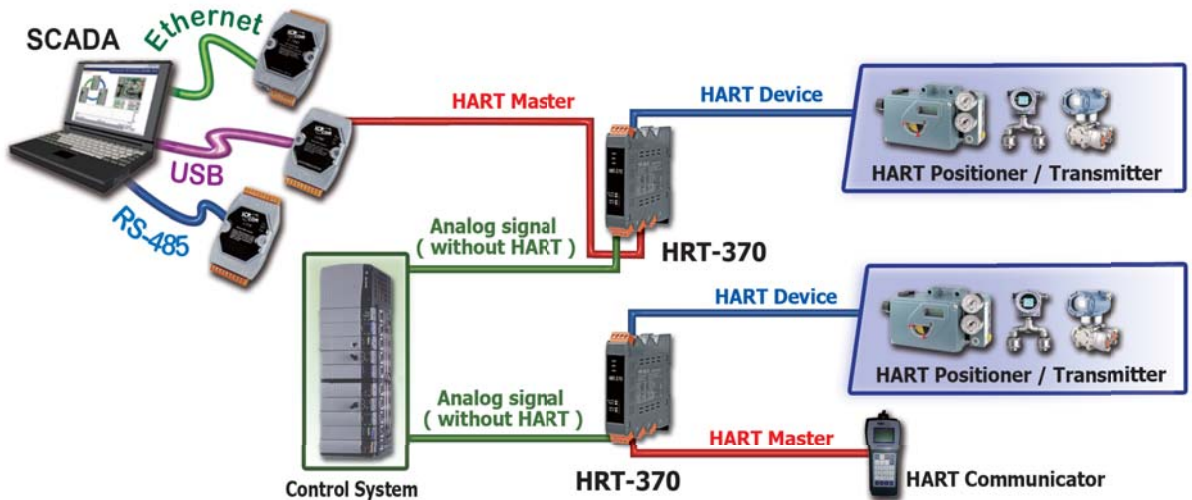 SCADA
Ethernet
USB
RS-485
HART Master
HART Device
HART Positioner / Transmitter
Analog signal
( without HART )
HRT-370
HART Device
HART Positioner / Transmitter
Analog signal
( without HART )
HART Master
HRT-370
Control System
HART Communicator